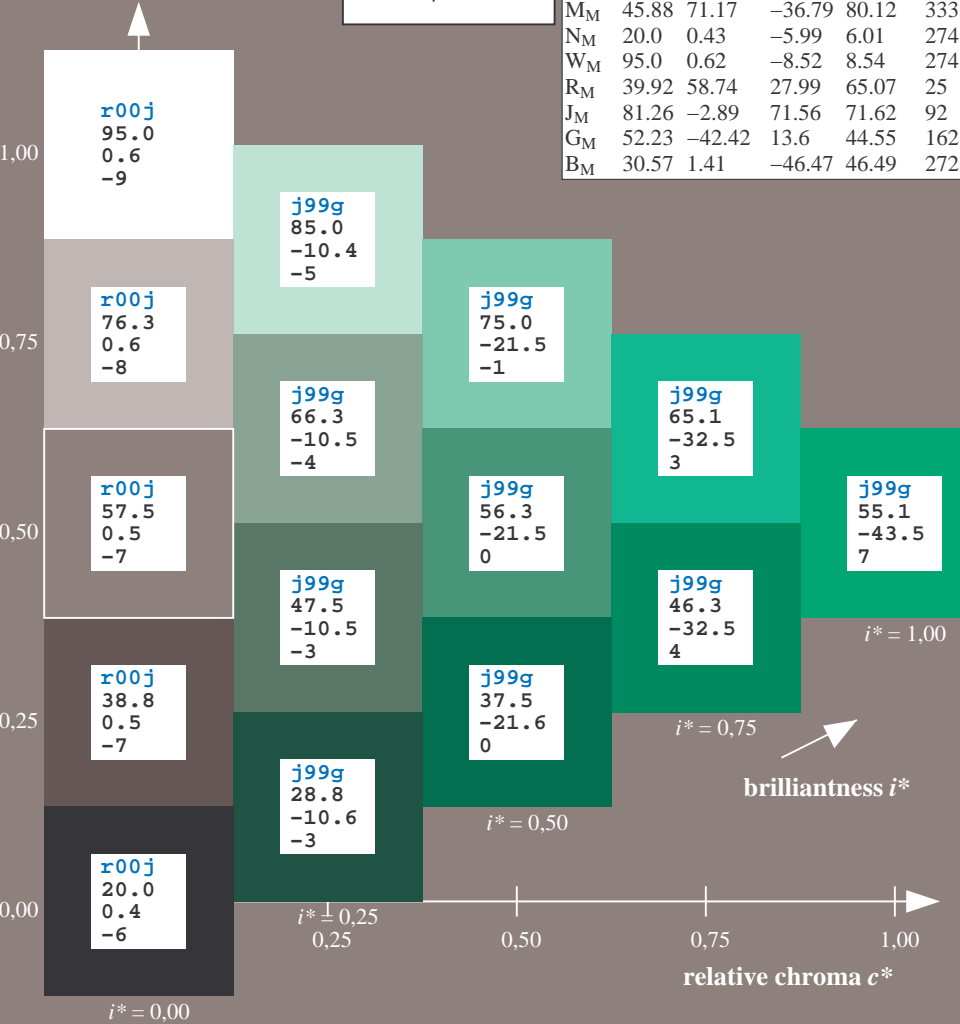 M_M 45.88 71.17 –36.79 80.12 333
N_M 20.0 0.43 –5.99 6.01 274
W_M 95.0 0.62 –8.52 8.54 274
R_M 39.92 58.74 27.99 65.07 25
J_M 81.26 –2.89 71.56 71.62 92
G_M 52.23 –42.42 13.6 44.55 162
B_M 30.57 1.41 –46.47 46.49 272
1,00
r00j
95.0
0.6
–9
j99g
85.0
–10.4
–5
0,75
r00j
76.3
0.6
–8
j99g
75.0
–21.5
–1
j99g
66.3
–10.5
–4
j99g
65.1
–32.5
3
0,50
r00j
57.5
0.5
–7
j99g
56.3
–21.5
0
j99g
55.1
–43.5
7
i* = 1,00
j99g
47.5
–10.5
–3
j99g
46.3
–32.5
4
0,25
r00j
38.8
0.5
–7
j99g
37.5
–21.6
0
i* = 0,75
brilliantness i*
j99g
28.8
–10.6
–3
i* = 0,50
0,00
r00j
20.0
0.4
–6
i* = 0,25
0,25 0,50 0,75 1,00
relative chroma c*
i* = 0,00